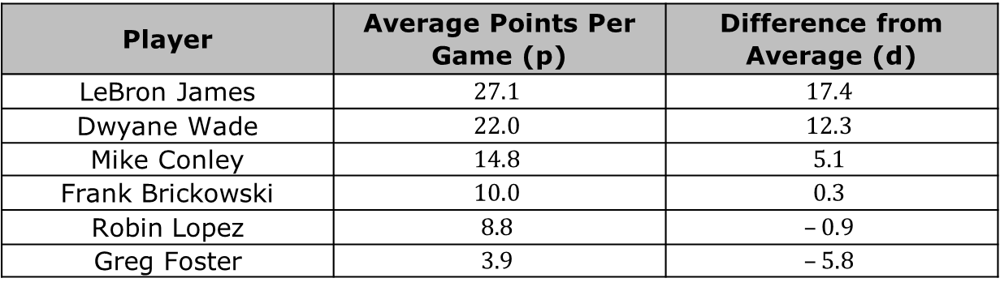 Player Average Points Per Game (p) Difference from Average (d)
LeBron James 27.1 17.4
Dwyane Wade 22.0 12.3
Mike Conley 14.8 5.1
Frank Brickowski 10.0 0.3
Robin Lopez 8.8 – 0.9
Greg Foster 3.9 – 5.8